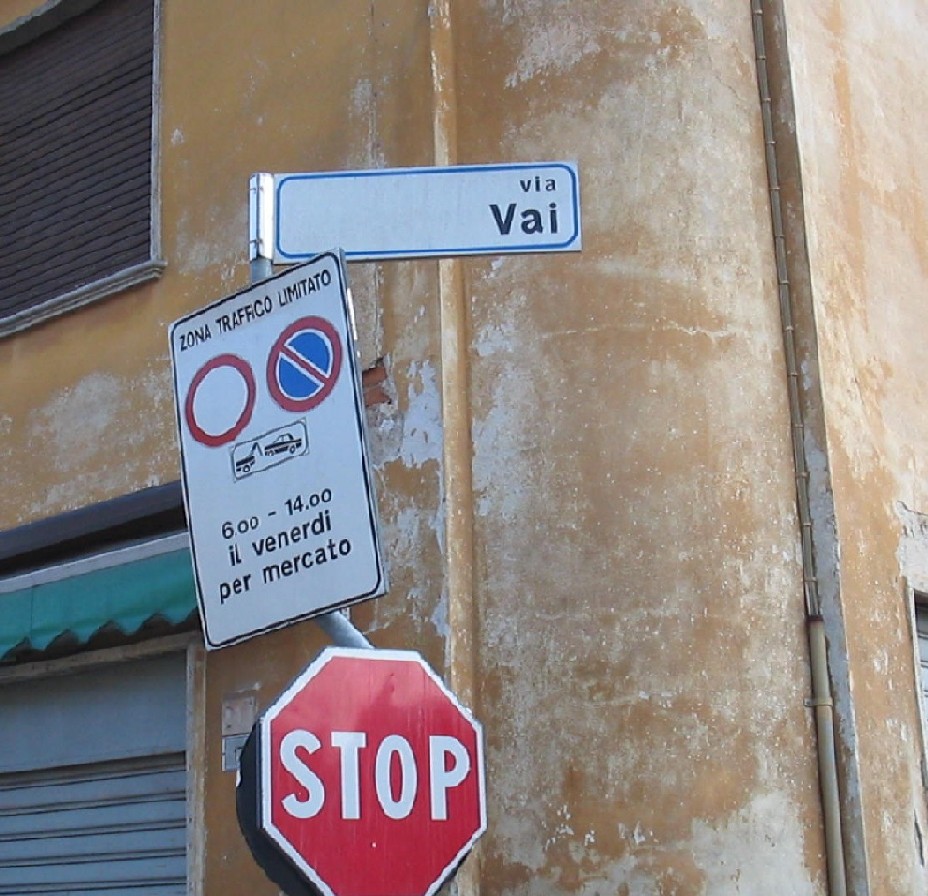 via
Vai
ZONA TRAFFICO LIMITATO
6.00 - 14.00
il venerdi
per mercato
STOP